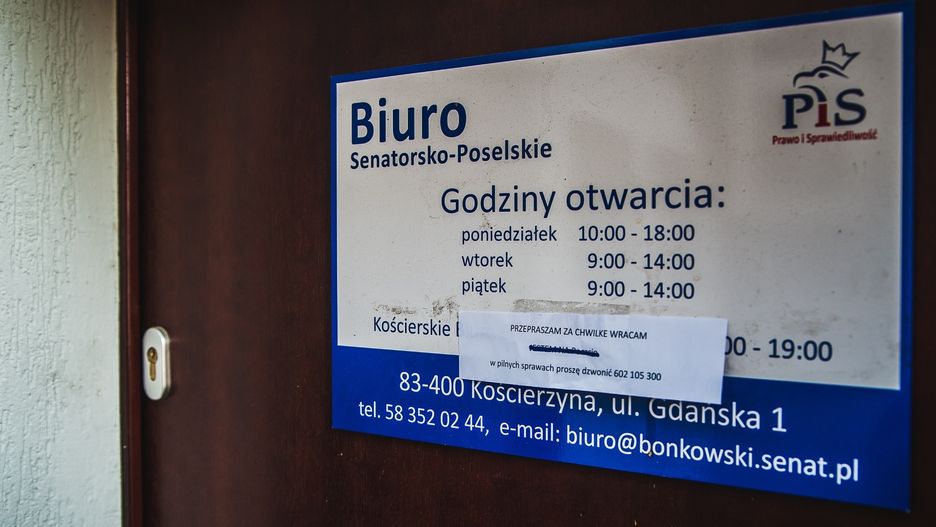 PiS
Prawo i Sprawiedliwość
Biuro
Senatorsko-Poselskie
Godziny otwarcia:
poniedziałek 10:00 - 18:00
wtorek 9:00 - 14:00
piątek 9:00 - 14:00
Kościerskie 00 - 19:00
PRZEPRASZAM ZA CHWILKE WRACAM
w pilnych sprawach proszę dzwonić 602 105 300
83-400 Kościerzyna, ul. Gdańska 1
tel. 58 352 02 44, e-mail: biuro@bonkowski.senat.pl